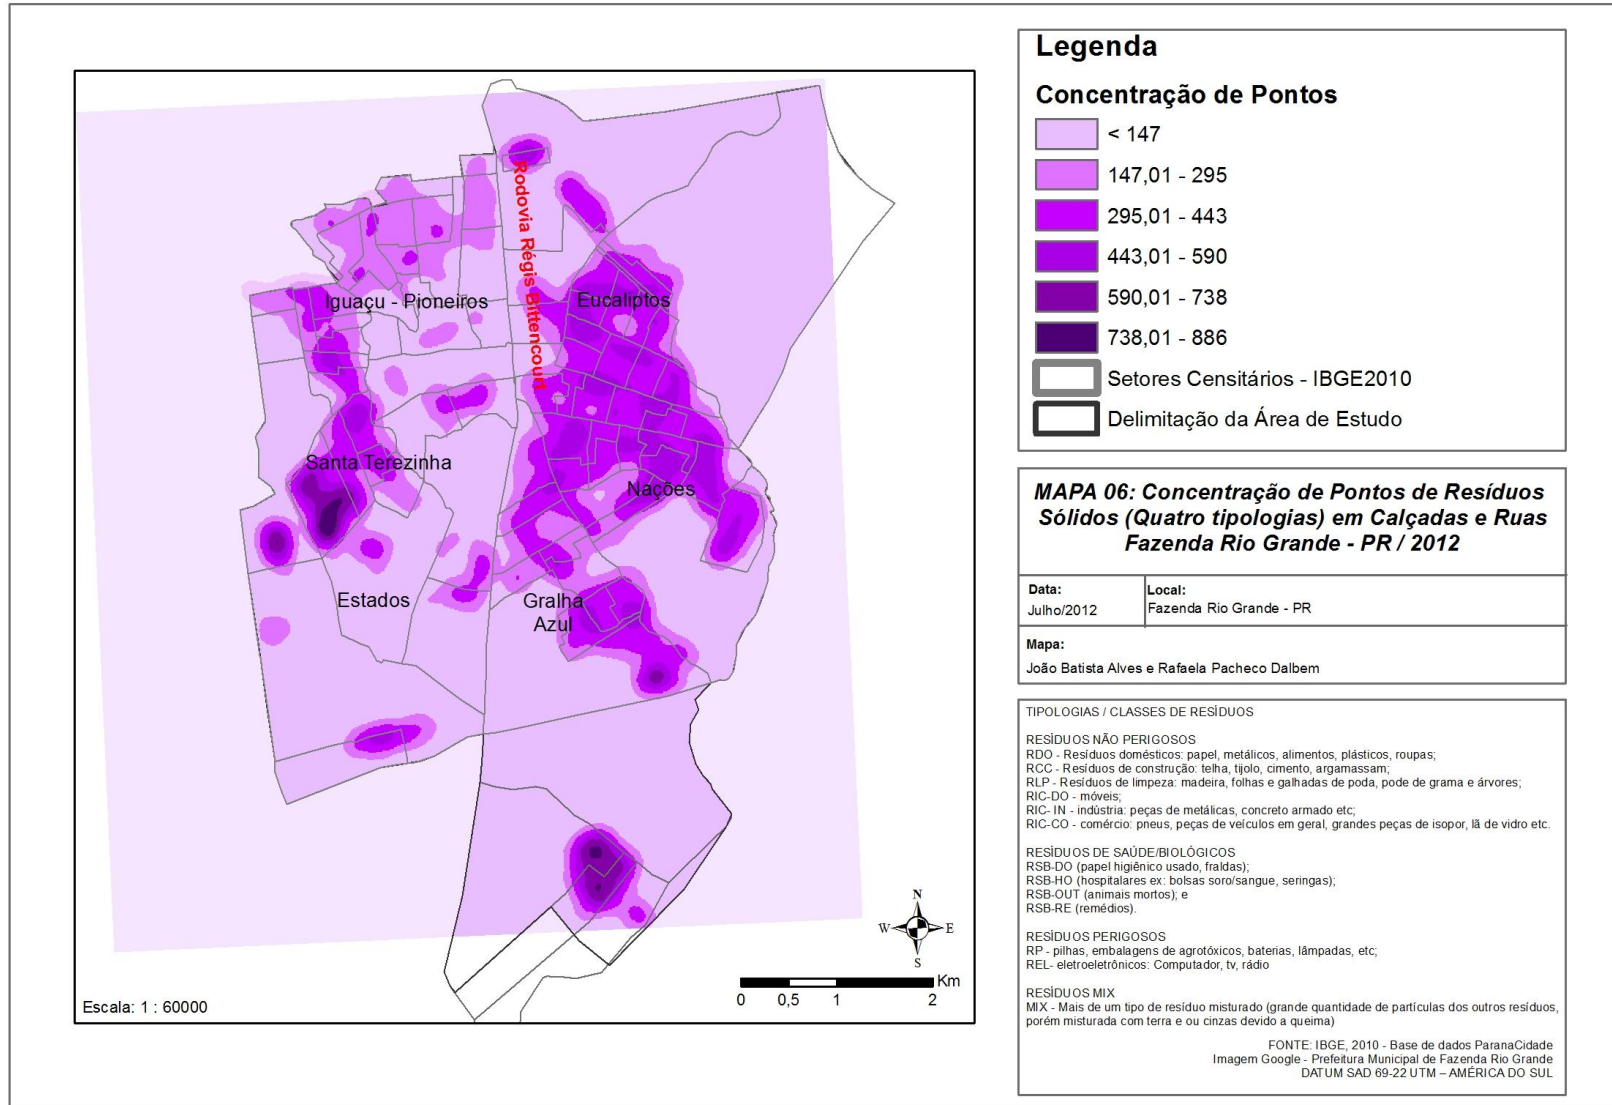 Rodovia Régis Bittencourt
Iguaçu - Pioneiros
Eucaliptos
Santa Terezinha
Nações
Estados
Gralha
Azul
N
W
E
S
Km
0
0,5
1
2
Escala: 1 : 60000
Legenda
Concentração de Pontos
< 147
147,01 - 295
295,01 - 443
443,01 - 590
590,01 - 738
738,01 - 886
Setores Censitários - IBGE2010
Delimitação da Área de Estudo
MAPA 06: Concentração de Pontos de Resíduos
Sólidos (Quatro tipologias) em Calçadas e Ruas
Fazenda Rio Grande - PR / 2012
Data:
Julho/2012
Local:
Fazenda Rio Grande - PR
Mapa:
João Batista Alves e Rafaela Pacheco Dalbem
TIPOLOGIAS / CLASSES DE RESÍDUOS
RESÍDUOS NÃO PERIGOSOS
RDO - Resíduos domésticos: papel, metálicos, alimentos, plásticos, roupas;
RCC - Resíduos de construção: telha, tijolo, cimento, argamassam;
RLP - Resíduos de limpeza: madeira, folhas e galhadas de poda, pode de grama e árvores;
RIC-DO - móveis;
RIC- IN - indústria: peças de metálicas, concreto armado etc;
RIC-CO - comércio: pneus, peças de veículos em geral, grandes peças de isopor, lã de vidro etc.
RESÍDUOS DE SAÚDE/BIOLÓGICOS
RSB-DO (papel higiênico usado, fraldas);
RSB-HO (hospitalares ex: bolsas soro/sangue, seringas);
RSB-OUT (animais mortos); e
RSB-RE (remédios).
RESÍDUOS PERIGOSOS
RP - pilhas, embalagens de agrotóxicos, baterias, lâmpadas, etc;
REL- eletroeletrônicos: Computador, tv, rádio
RESÍDUOS MIX
MIX - Mais de um tipo de resíduo misturado (grande quantidade de partículas dos outros resíduos,
porém misturada com terra e ou cinzas devido a queima)
FONTE: IBGE, 2010 - Base de dados ParanaCidade
Imagem Google - Prefeitura Municipal de Fazenda Rio Grande
DATUM SAD 69-22 UTM – AMÉRICA DO SUL